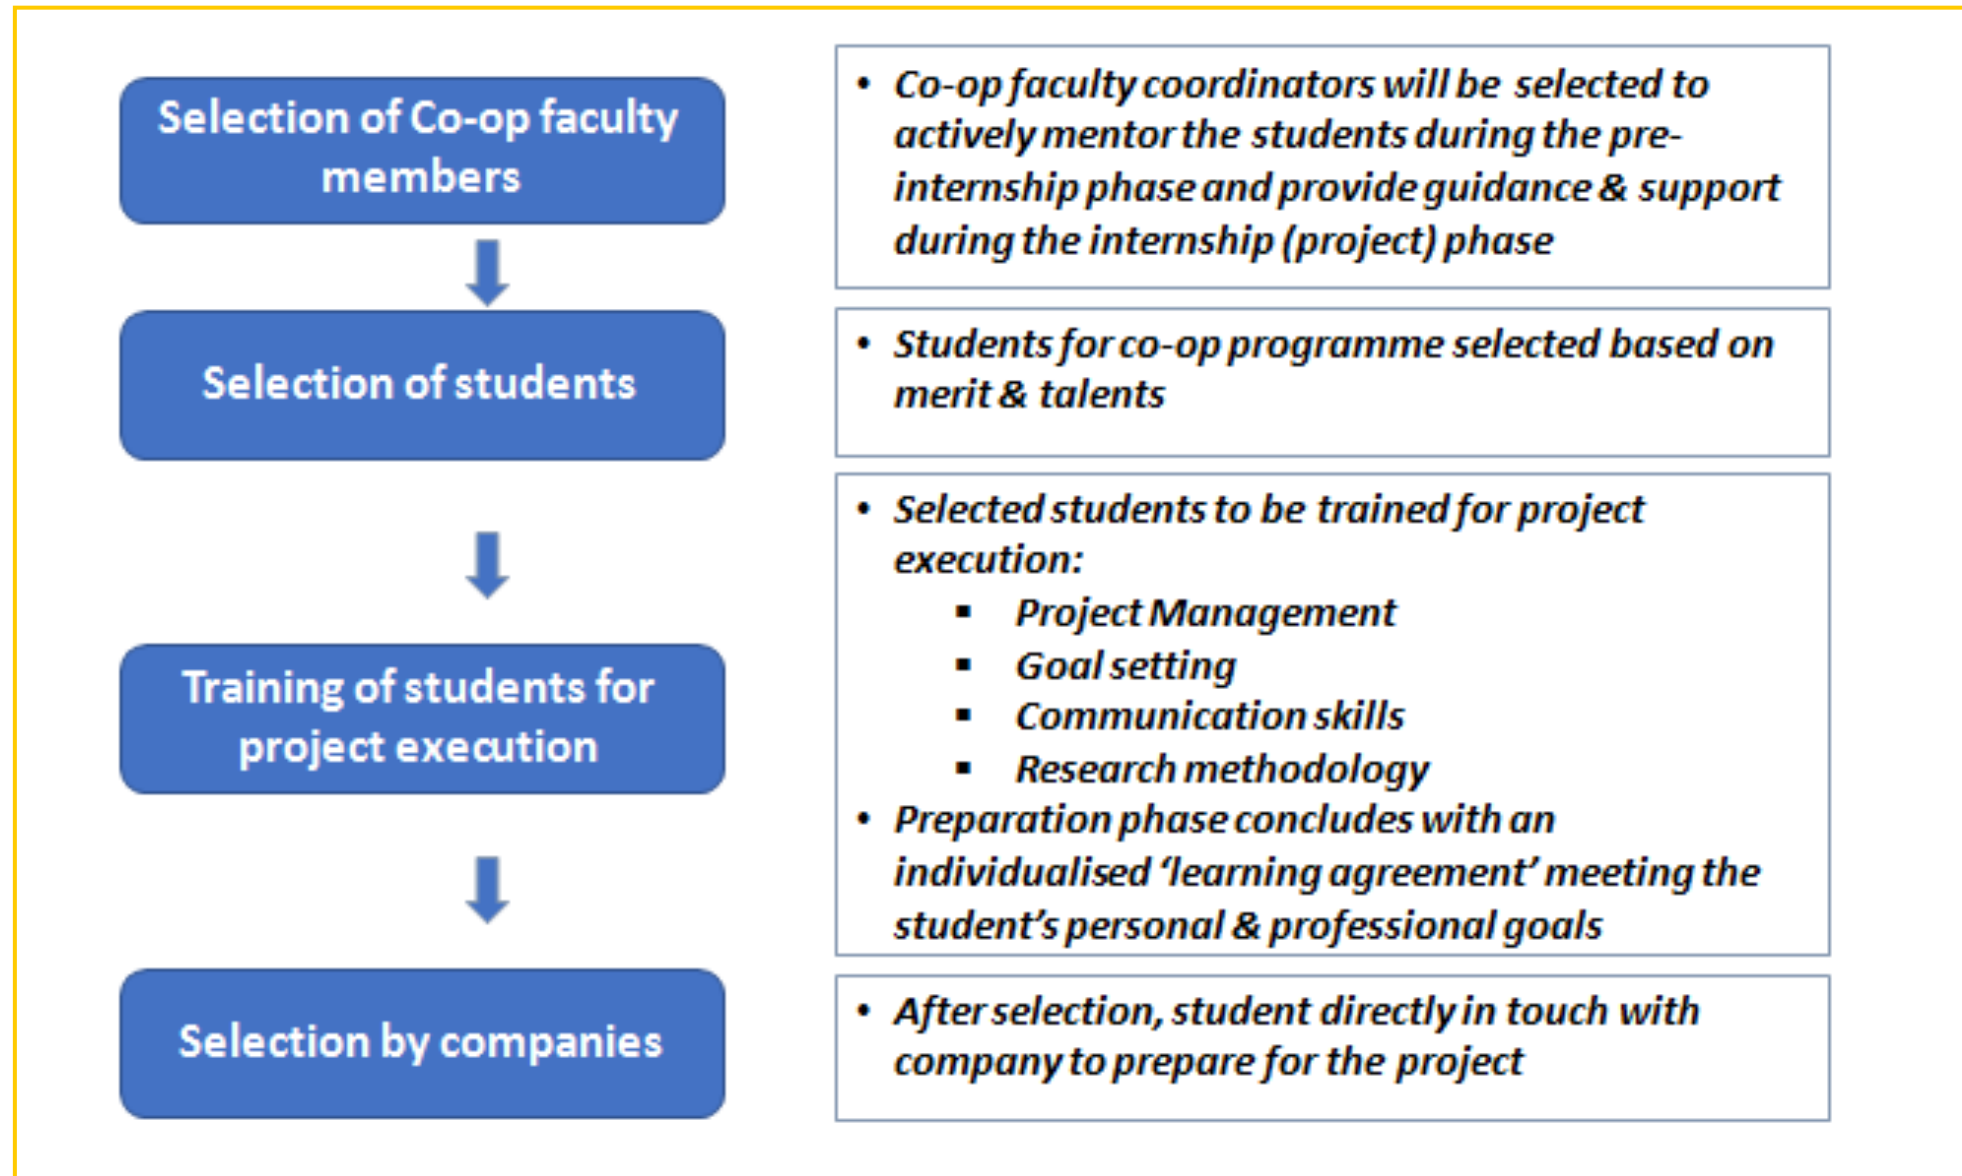 Selection of Co-op faculty
members
• Co-op faculty coordinators will be selected to
actively mentor the students during the pre-
internship phase and provide guidance & support
during the internship (project) phase
Selection of students
• Students for co-op programme selected based on
merit & talents
Training of students for
project execution
• Selected students to be trained for project
execution:
▪ Project Management
▪ Goal setting
▪ Communication skills
▪ Research methodology
• Preparation phase concludes with an
individualised ‘learning agreement’ meeting the
student’s personal & professional goals
Selection by companies
• After selection, student directly in touch with
company to prepare for the project